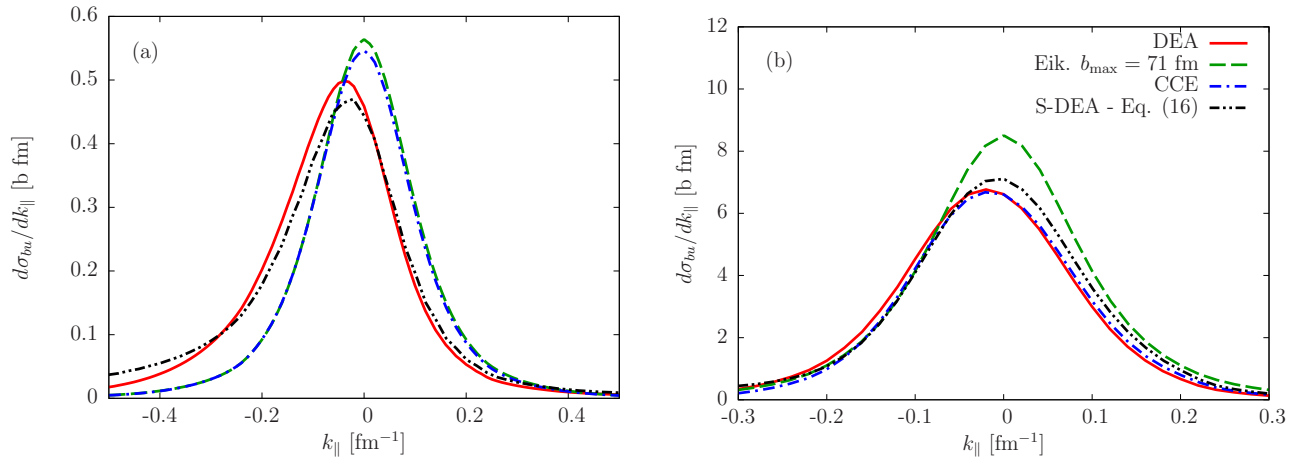 (a)
0.6
0.5
0.4
0.3
0.2
0.1
0
dσ_bu/dk_∥ [b fm]
-0.4
-0.2
0
0.2
0.4
k_∥ [fm⁻¹]
(b)
DEA
Eik. b_max = 71 fm
CCE
S-DEA - Eq. (16)
12
10
8
6
4
2
0
dσ_bu/dk_∥ [b fm]
-0.3
-0.2
-0.1
0
0.1
0.2
0.3
k_∥ [fm⁻¹]